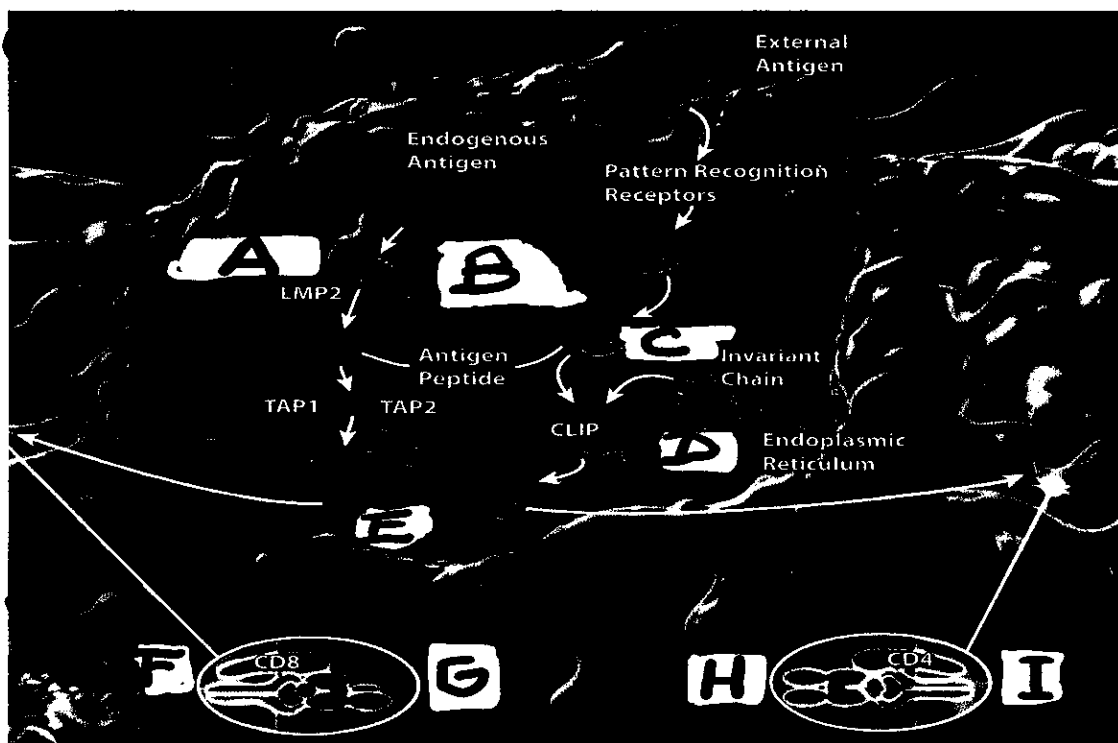 External
Antigen
Endogenous
Antigen
Pattern Recognition
Receptors
A
B
LMP2
C
Antigen
Peptide
Invariant
Chain
TAP1
TAP2
CLIP
D
Endoplasmic
Reticulum
E
F
CD8
G
H
CD4
I